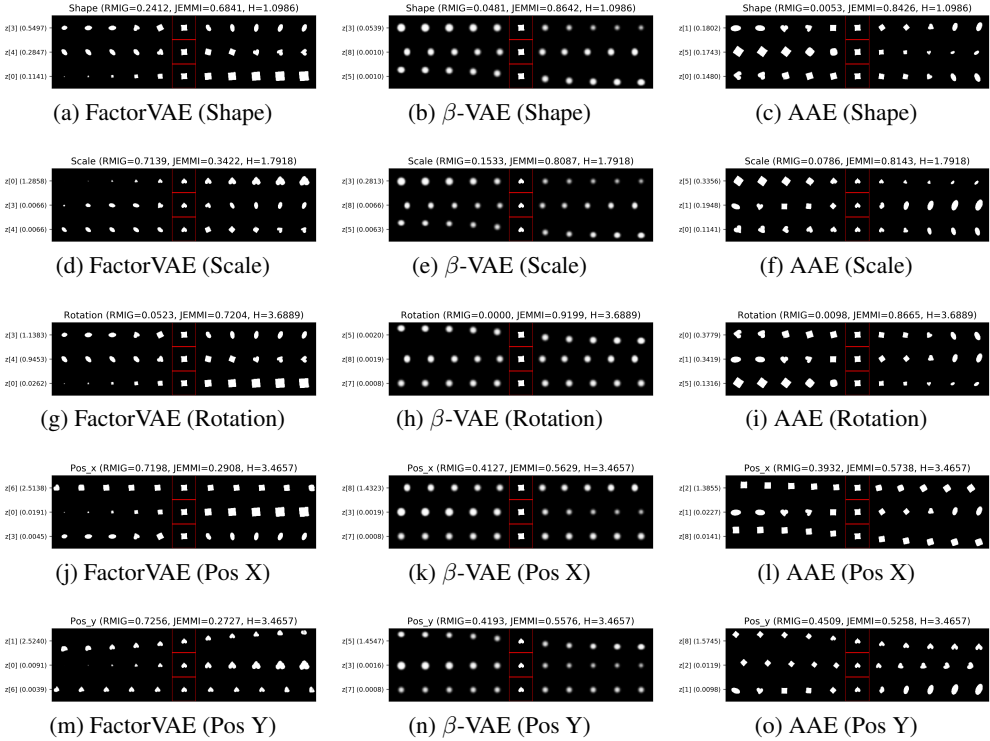 Shape (RMIG=0.2412, JEMMI=0.6841, H=1.0986)
z[3] (0.5497)
z[4] (0.2847)
z[0] (0.1141)
(a) FactorVAE (Shape)
Shape (RMIG=0.0481, JEMMI=0.8642, H=1.0986)
z[3] (0.0539)
z[8] (0.0010)
z[5] (0.0010)
(b) β-VAE (Shape)
Shape (RMIG=0.0053, JEMMI=0.8426, H=1.0986)
z[1] (0.1802)
z[5] (0.1743)
z[0] (0.1480)
(c) AAE (Shape)
Scale (RMIG=0.7139, JEMMI=0.3422, H=1.7918)
z[0] (1.2858)
z[3] (0.0066)
z[4] (0.0066)
(d) FactorVAE (Scale)
Scale (RMIG=0.1533, JEMMI=0.8087, H=1.7918)
z[3] (0.2813)
z[8] (0.0066)
z[5] (0.0063)
(e) β-VAE (Scale)
Scale (RMIG=0.0786, JEMMI=0.8143, H=1.7918)
z[5] (0.3356)
z[1] (0.1948)
z[0] (0.1141)
(f) AAE (Scale)
Rotation (RMIG=0.0523, JEMMI=0.7204, H=3.6889)
z[3] (1.1383)
z[4] (0.9453)
z[0] (0.0262)
(g) FactorVAE (Rotation)
Rotation (RMIG=0.0000, JEMMI=0.9199, H=3.6889)
z[5] (0.0020)
z[8] (0.0019)
z[7] (0.0008)
(h) β-VAE (Rotation)
Rotation (RMIG=0.0098, JEMMI=0.8665, H=3.6889)
z[0] (0.3779)
z[1] (0.3419)
z[5] (0.1316)
(i) AAE (Rotation)
Pos_x (RMIG=0.7198, JEMMI=0.2908, H=3.4657)
z[6] (2.5138)
z[0] (0.0191)
z[3] (0.0045)
(j) FactorVAE (Pos X)
Pos_x (RMIG=0.4127, JEMMI=0.5629, H=3.4657)
z[8] (1.4323)
z[3] (0.0019)
z[7] (0.0008)
(k) β-VAE (Pos X)
Pos_x (RMIG=0.3932, JEMMI=0.5738, H=3.4657)
z[2] (1.3855)
z[1] (0.0227)
z[8] (0.0141)
(l) AAE (Pos X)
Pos_y (RMIG=0.7256, JEMMI=0.2727, H=3.4657)
z[1] (2.5240)
z[0] (0.0091)
z[6] (0.0039)
(m) FactorVAE (Pos Y)
Pos_y (RMIG=0.4193, JEMMI=0.5576, H=3.4657)
z[5] (1.4547)
z[3] (0.0016)
z[7] (0.0008)
(n) β-VAE (Pos Y)
Pos_y (RMIG=0.4509, JEMMI=0.5258, H=3.4657)
z[8] (1.5745)
z[2] (0.0119)
z[1] (0.0098)
(o) AAE (Pos Y)